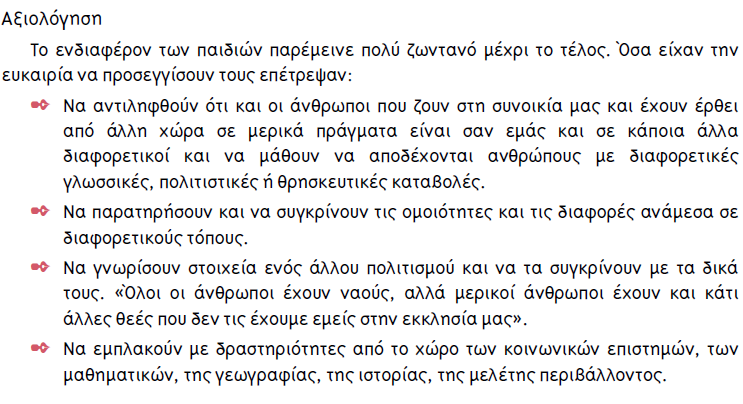 Αξιολόγηση
Το ενδιαφέρον των παιδιών παρέμεινε πολύ ζωντανό μέχρι το τέλος. Όσα είχαν την
ευκαιρία να προσεγγίσουν τους επέτρεψαν:
Να αντιληφθούν ότι και οι άνθρωποι που ζουν στη συνοικία μας και έχουν έρθει
από άλλη χώρα σε μερικά πράγματα είναι σαν εμάς και σε κάποια άλλα
διαφορετικοί και να μάθουν να αποδέχονται ανθρώπους με διαφορετικές
γλωσσικές, πολιτιστικές ή θρησκευτικές καταβολές.
Να παρατηρήσουν και να συγκρίνουν τις ομοιότητες και τις διαφορές ανάμεσα σε
διαφορετικούς τόπους.
Να γνωρίσουν στοιχεία ενός άλλου πολιτισμού και να τα συγκρίνουν με τα δικά
τους. «Όλοι οι άνθρωποι έχουν ναούς, αλλά μερικοί άνθρωποι έχουν και κάτι
άλλες θεές που δεν τις έχουμε εμείς στην εκκλησία μας».
Να εμπλακούν με δραστηριότητες από το χώρο των κοινωνικών επιστημών, των
μαθηματικών, της γεωγραφίας, της ιστορίας, της μελέτης περιβάλλοντος.